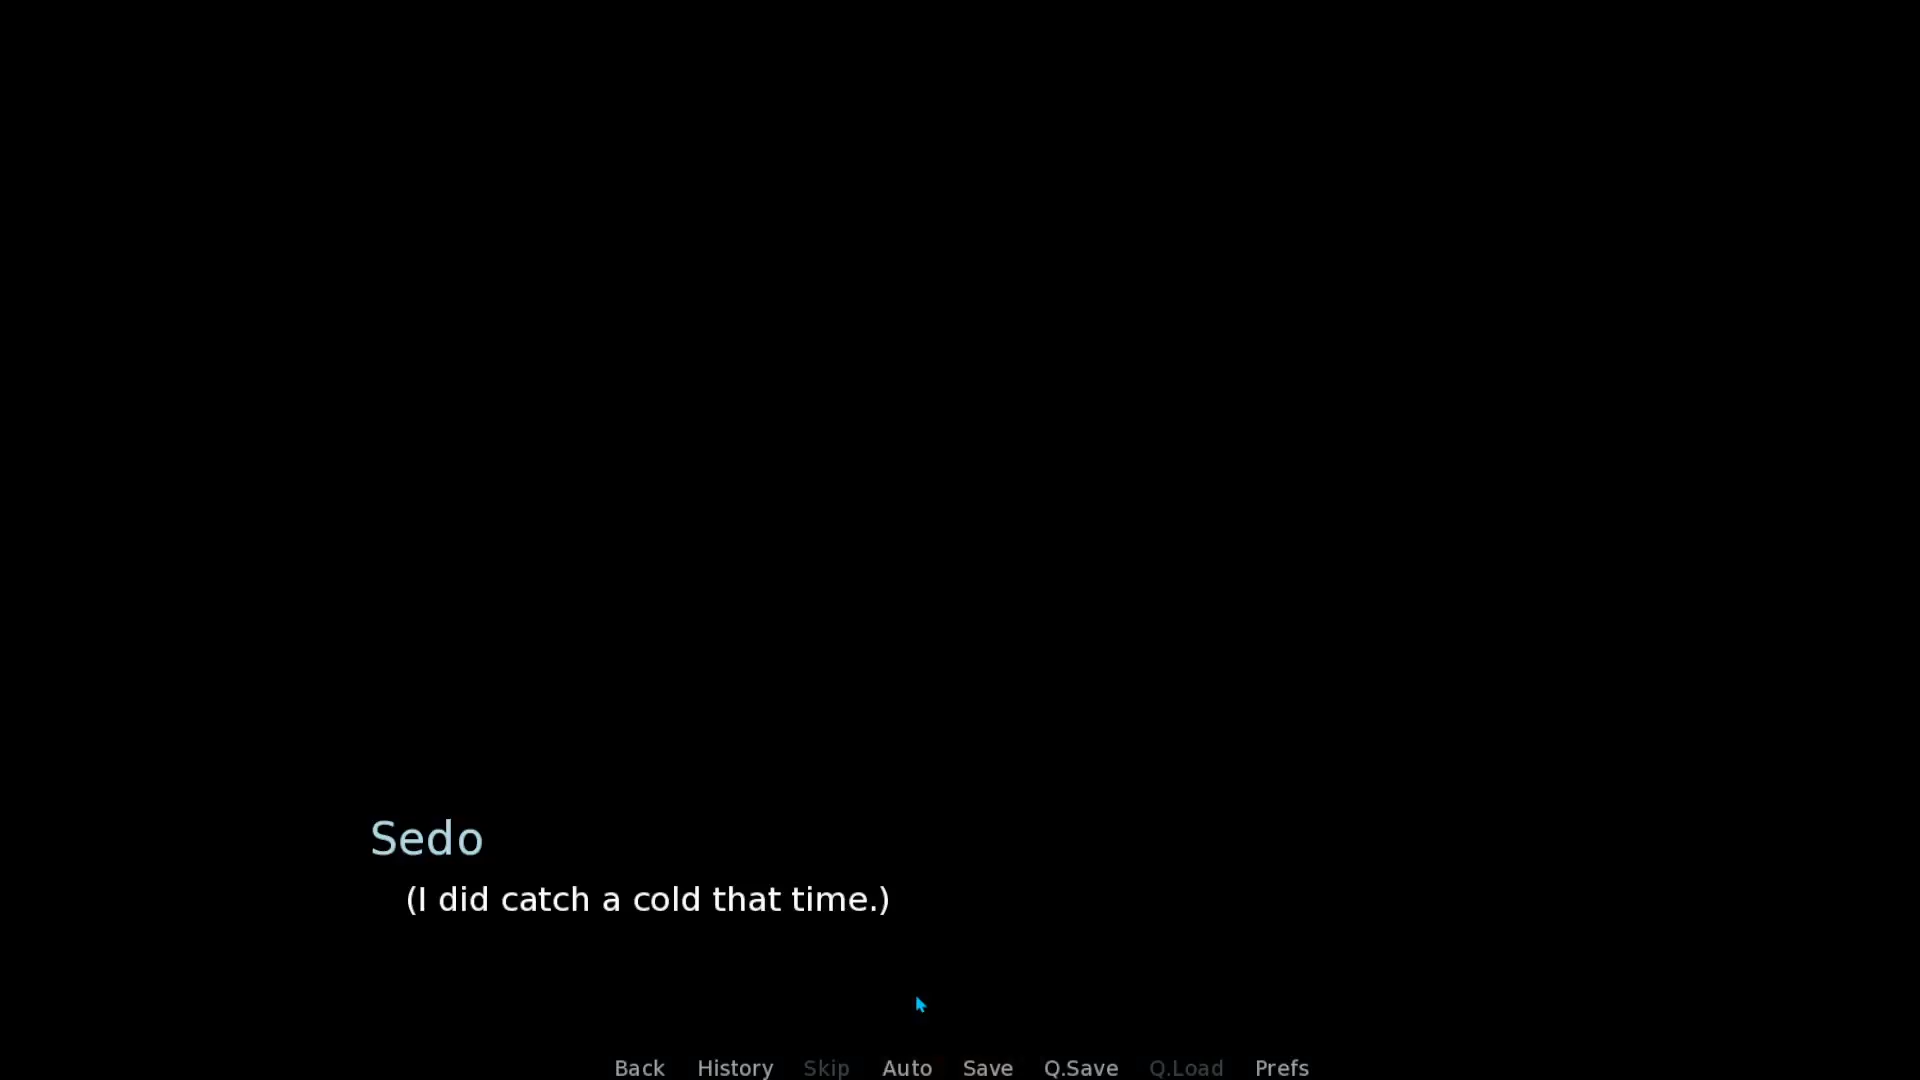 Sedo
(I did catch a cold that time.)
Back History Skip Auto Save Q.Save Q.Load Prefs